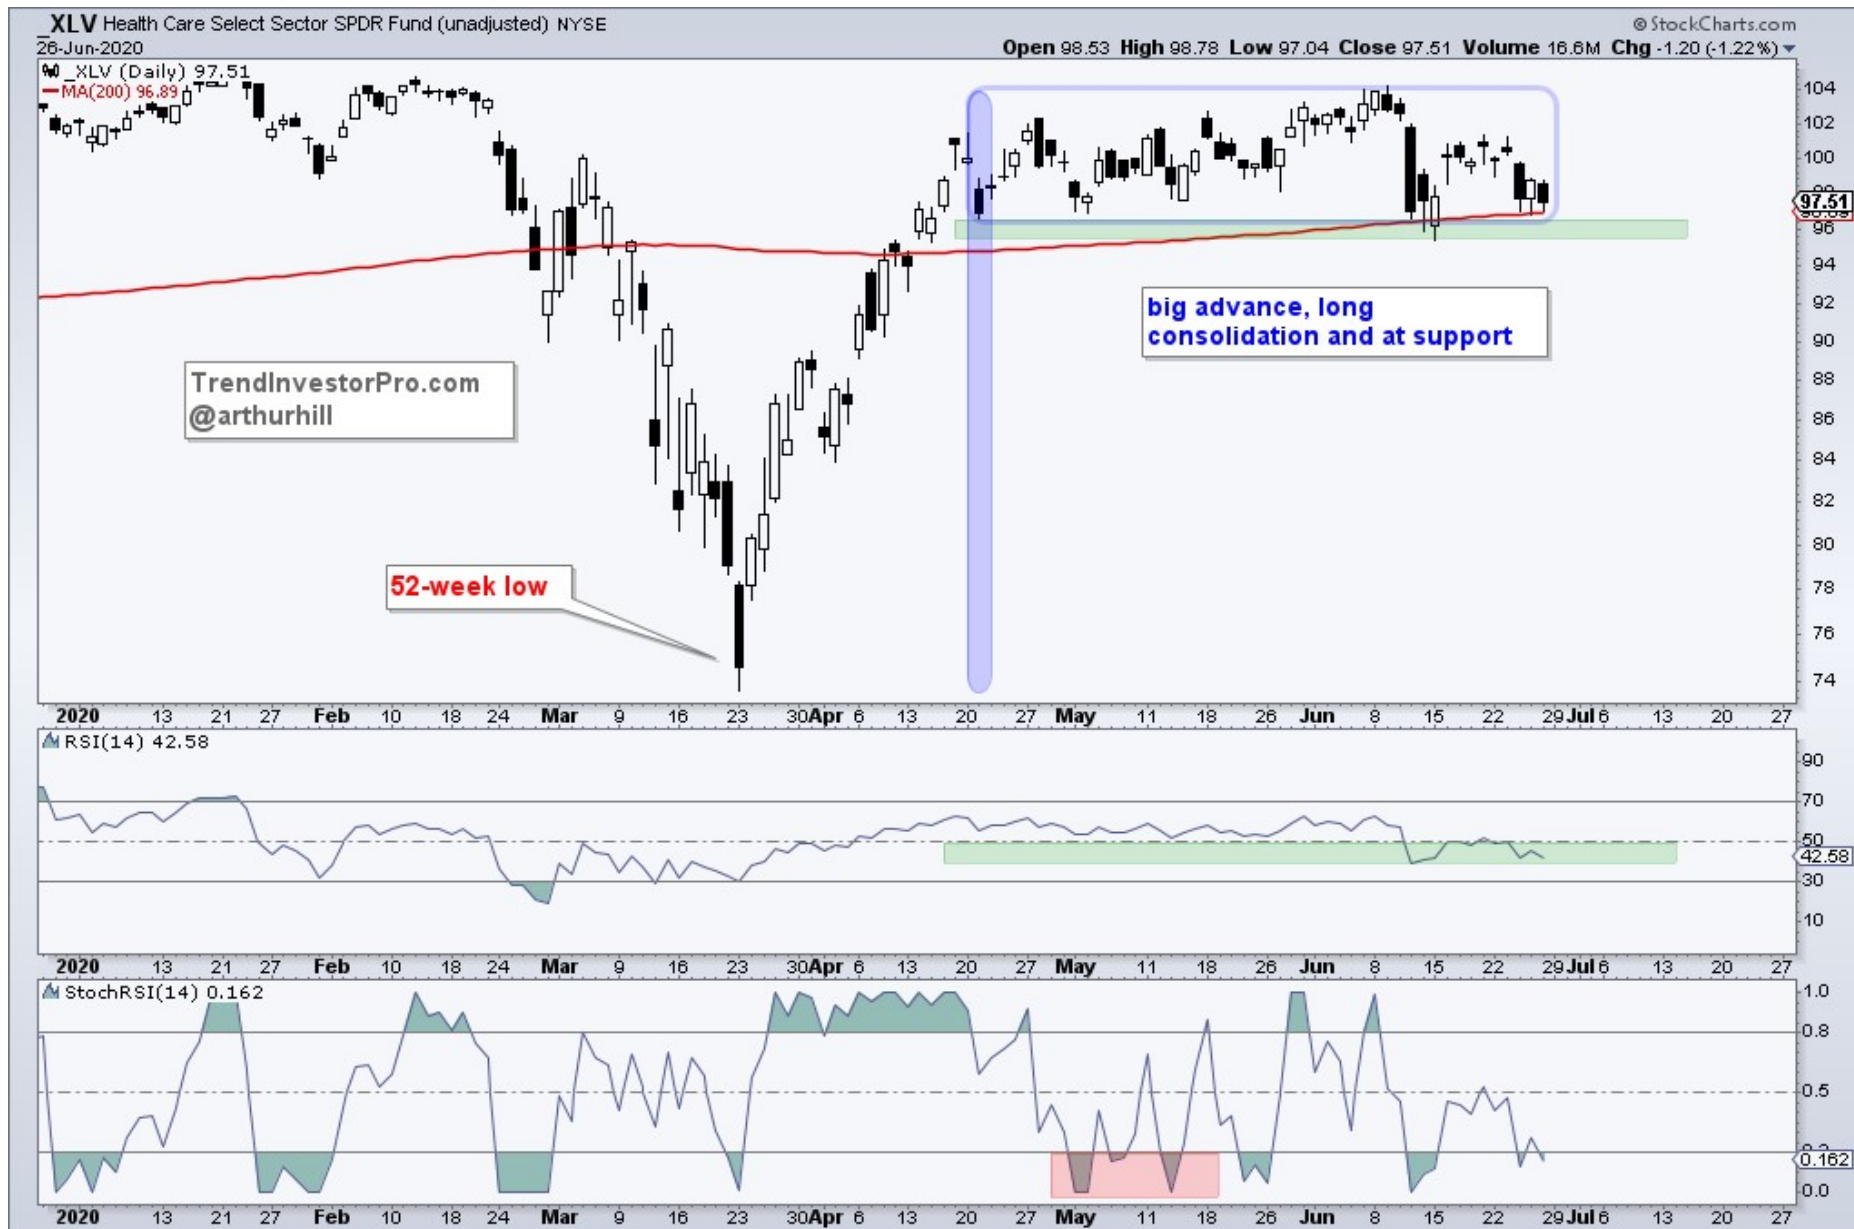 _XLV Health Care Select Sector SPDR Fund (unadjusted) NYSE
© StockCharts.com
26-Jun-2020
Open 98.53 High 98.78 Low 97.04 Close 97.51 Volume 16.6M Chg -1.20 (-1.22%)
_XLV (Daily) 97.51
MA(200) 96.89
104
102
100
98
97.51
96.89
96
94
92
90
88
86
84
82
80
78
76
74
big advance, long
consolidation and at support
TrendInvestorPro.com
@arthurhill
52-week low
2020 13 21 27 Feb 10 18 24 Mar 9 16 23 30 Apr 6 13 20 27 May 11 18 26 Jun 8 15 22 29 Jul 6 13 20 27
RSI(14) 42.58
90
70
50
42.58
30
10
2020 13 21 27 Feb 10 18 24 Mar 9 16 23 30 Apr 6 13 20 27 May 11 18 26 Jun 8 15 22 29 Jul 6 13 20 27
StochRSI(14) 0.162
1.0
0.8
0.5
0.2
0.162
0.0
2020 13 21 27 Feb 10 18 24 Mar 9 16 23 30 Apr 6 13 20 27 May 11 18 26 Jun 8 15 22 29 Jul 6 13 20 27